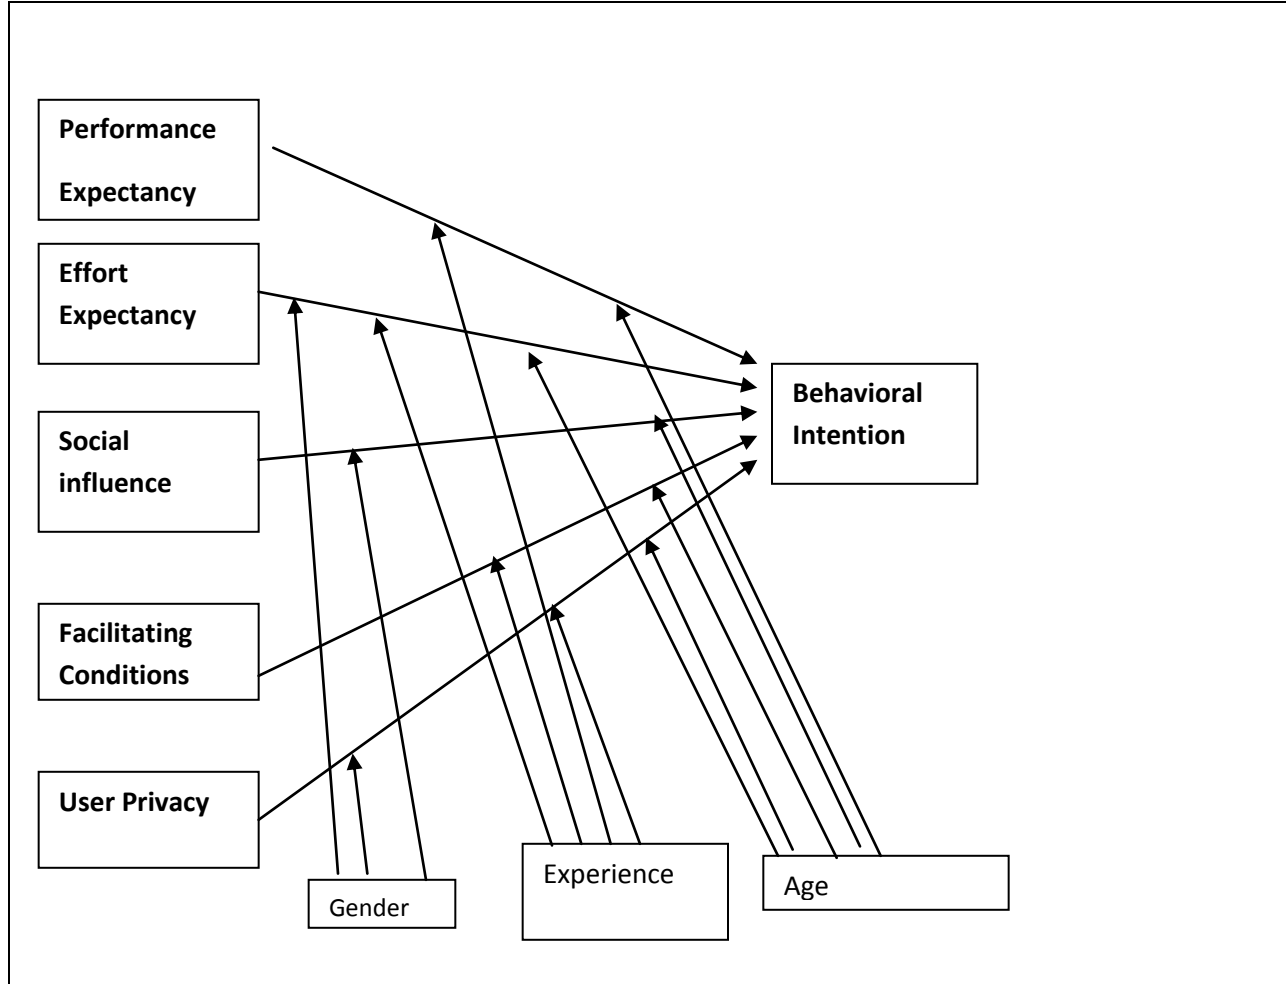 Performance
Expectancy
Effort
Expectancy
Social
influence
Facilitating
Conditions
User Privacy
Behavioral
Intention
Gender
Experience
Age